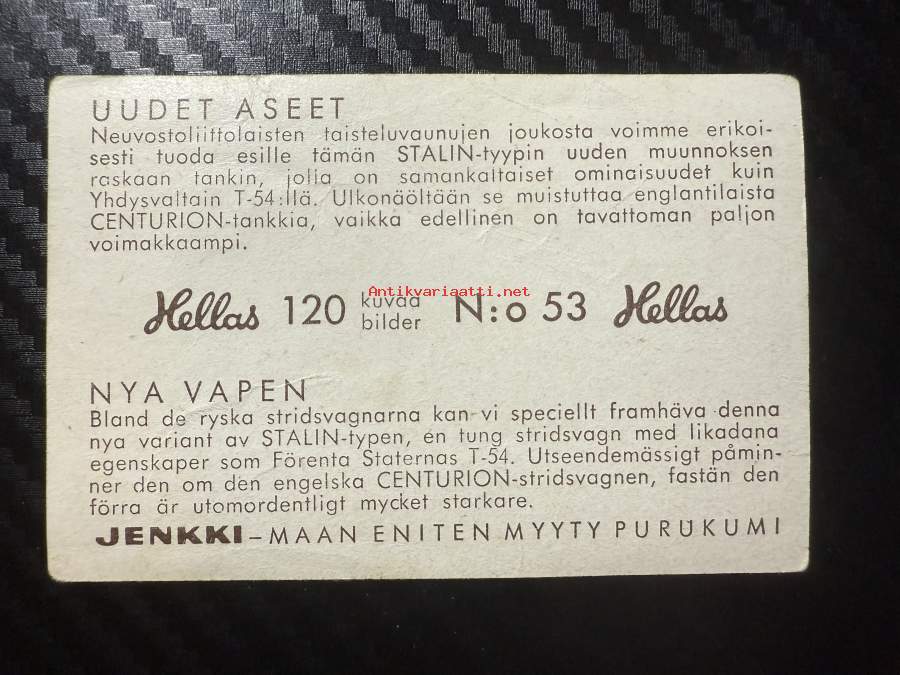 UUDET ASEET
Neuvostoliittolaisten taisteluvaunujen joukosta voimme erikoi-
sesti tuoda esille tämän STALIN-tyypin uuden muunnoksen
raskaan tankin, jolla on samankaltaiset ominaisuudet kuin
Yhdysvaltain T-54:llä. Ulkonäöltään se muistuttaa englantilaista
CENTURION-tankkia, vaikka edellinen on tavattoman paljon
voimakkaampi.
Antikvariaatti.net
Hellas 120 kuvaa N:o 53 Hellas
bilder
NYA VAPEN
Bland de ryska stridsvagnarna kan vi speciellt framhäva denna
nya variant av STALIN-typen, en tung stridsvagn med likadana
egenskaper som Förenta Staternas T-54. Utseendemässigt påmin-
ner den om den engelska CENTURION-stridsvagnen, fastän den
förra är utomordentligt mycket starkare.
JENKKI – MAAN ENITEN MYYTY PURUKUMI